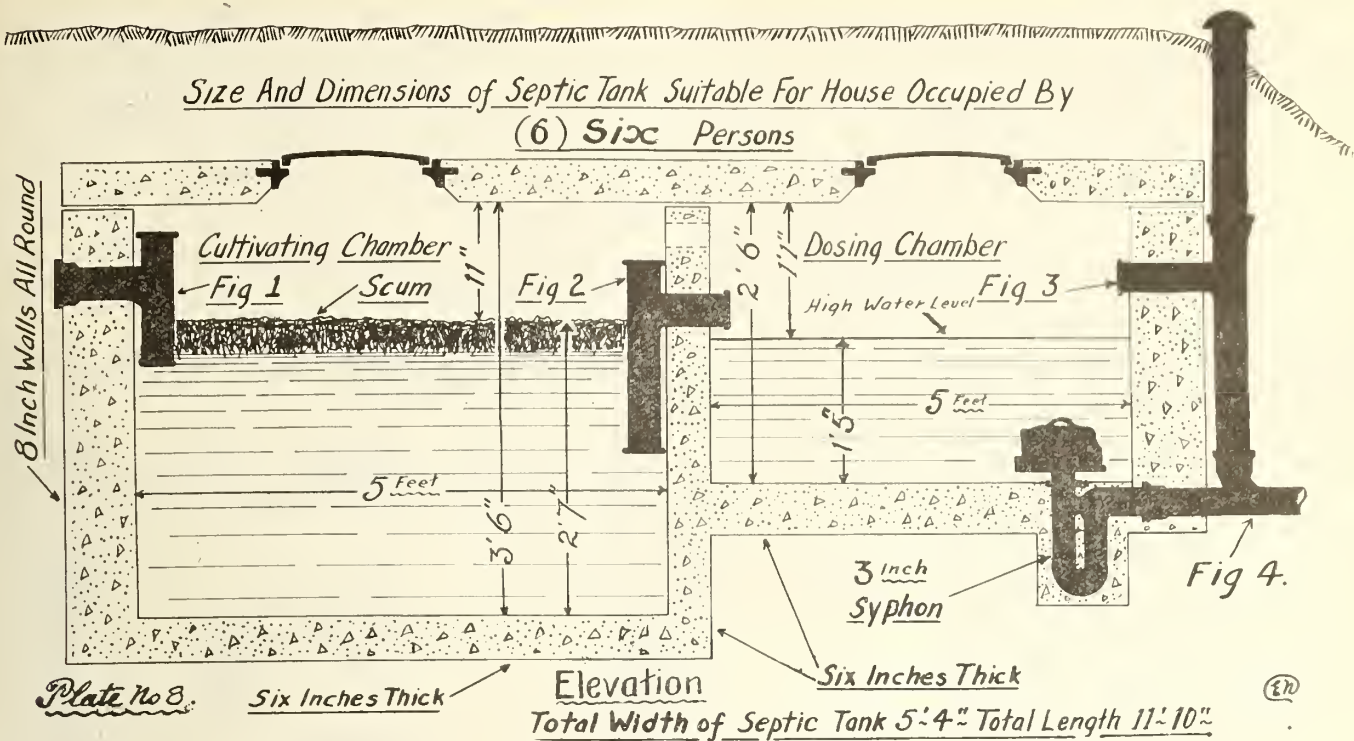 Size And Dimensions of Septic Tank Suitable For House Occupied By
(6) Six Persons
8 Inch Walls All Round
Cultivating Chamber
Fig 1
Scum
11"
Fig 2
2' 6"
1'1"
Dosing Chamber
High Water Level
Fig 3
5 Feet
1'5"
5 Feet
3'6"
2'7"
3 inch
Syphon
Fig 4.
Plate No 8.
Six Inches Thick
Elevation
Six Inches Thick
EN
Total Width of Septic Tank 5'-4" Total Length 11'-10"